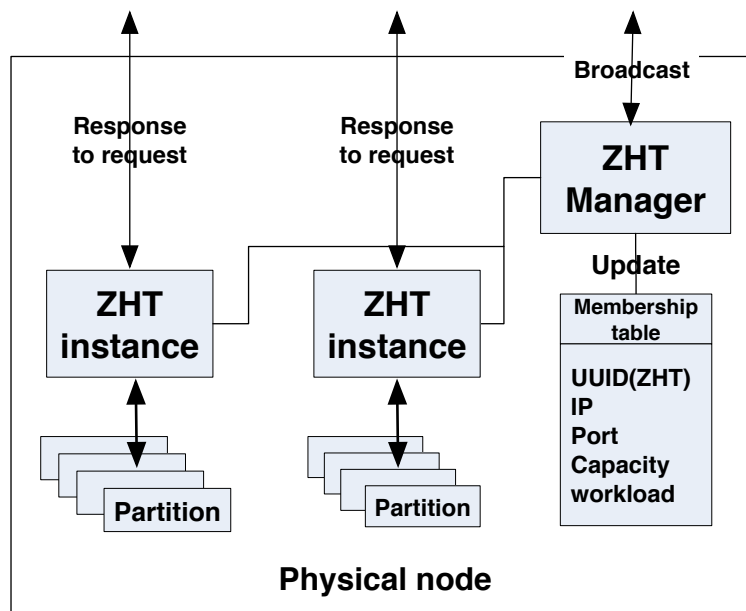 Broadcast
Response
to request
Response
to request
ZHT
Manager
Update
ZHT
instance
ZHT
instance
Membership
table
UUID(ZHT)
IP
Port
Capacity
workload
Partition
Partition
Physical node